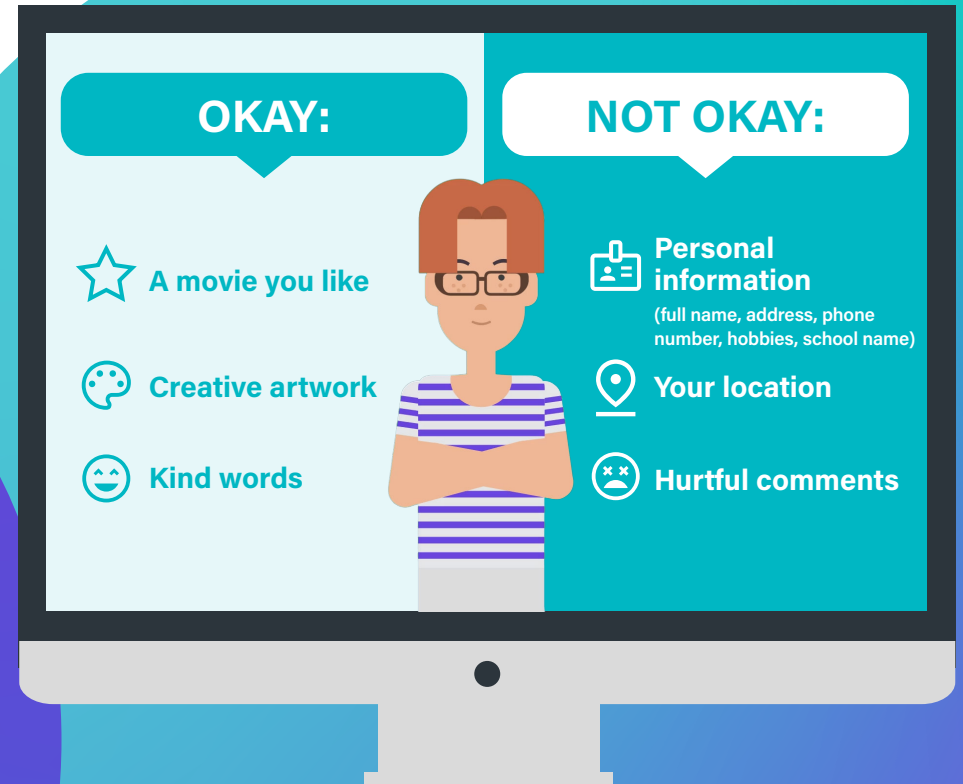 OKAY:
A movie you like
Creative artwork
Kind words
NOT OKAY:
Personal
information
(full name, address, phone
number, hobbies, school name)
Your location
Hurtful comments